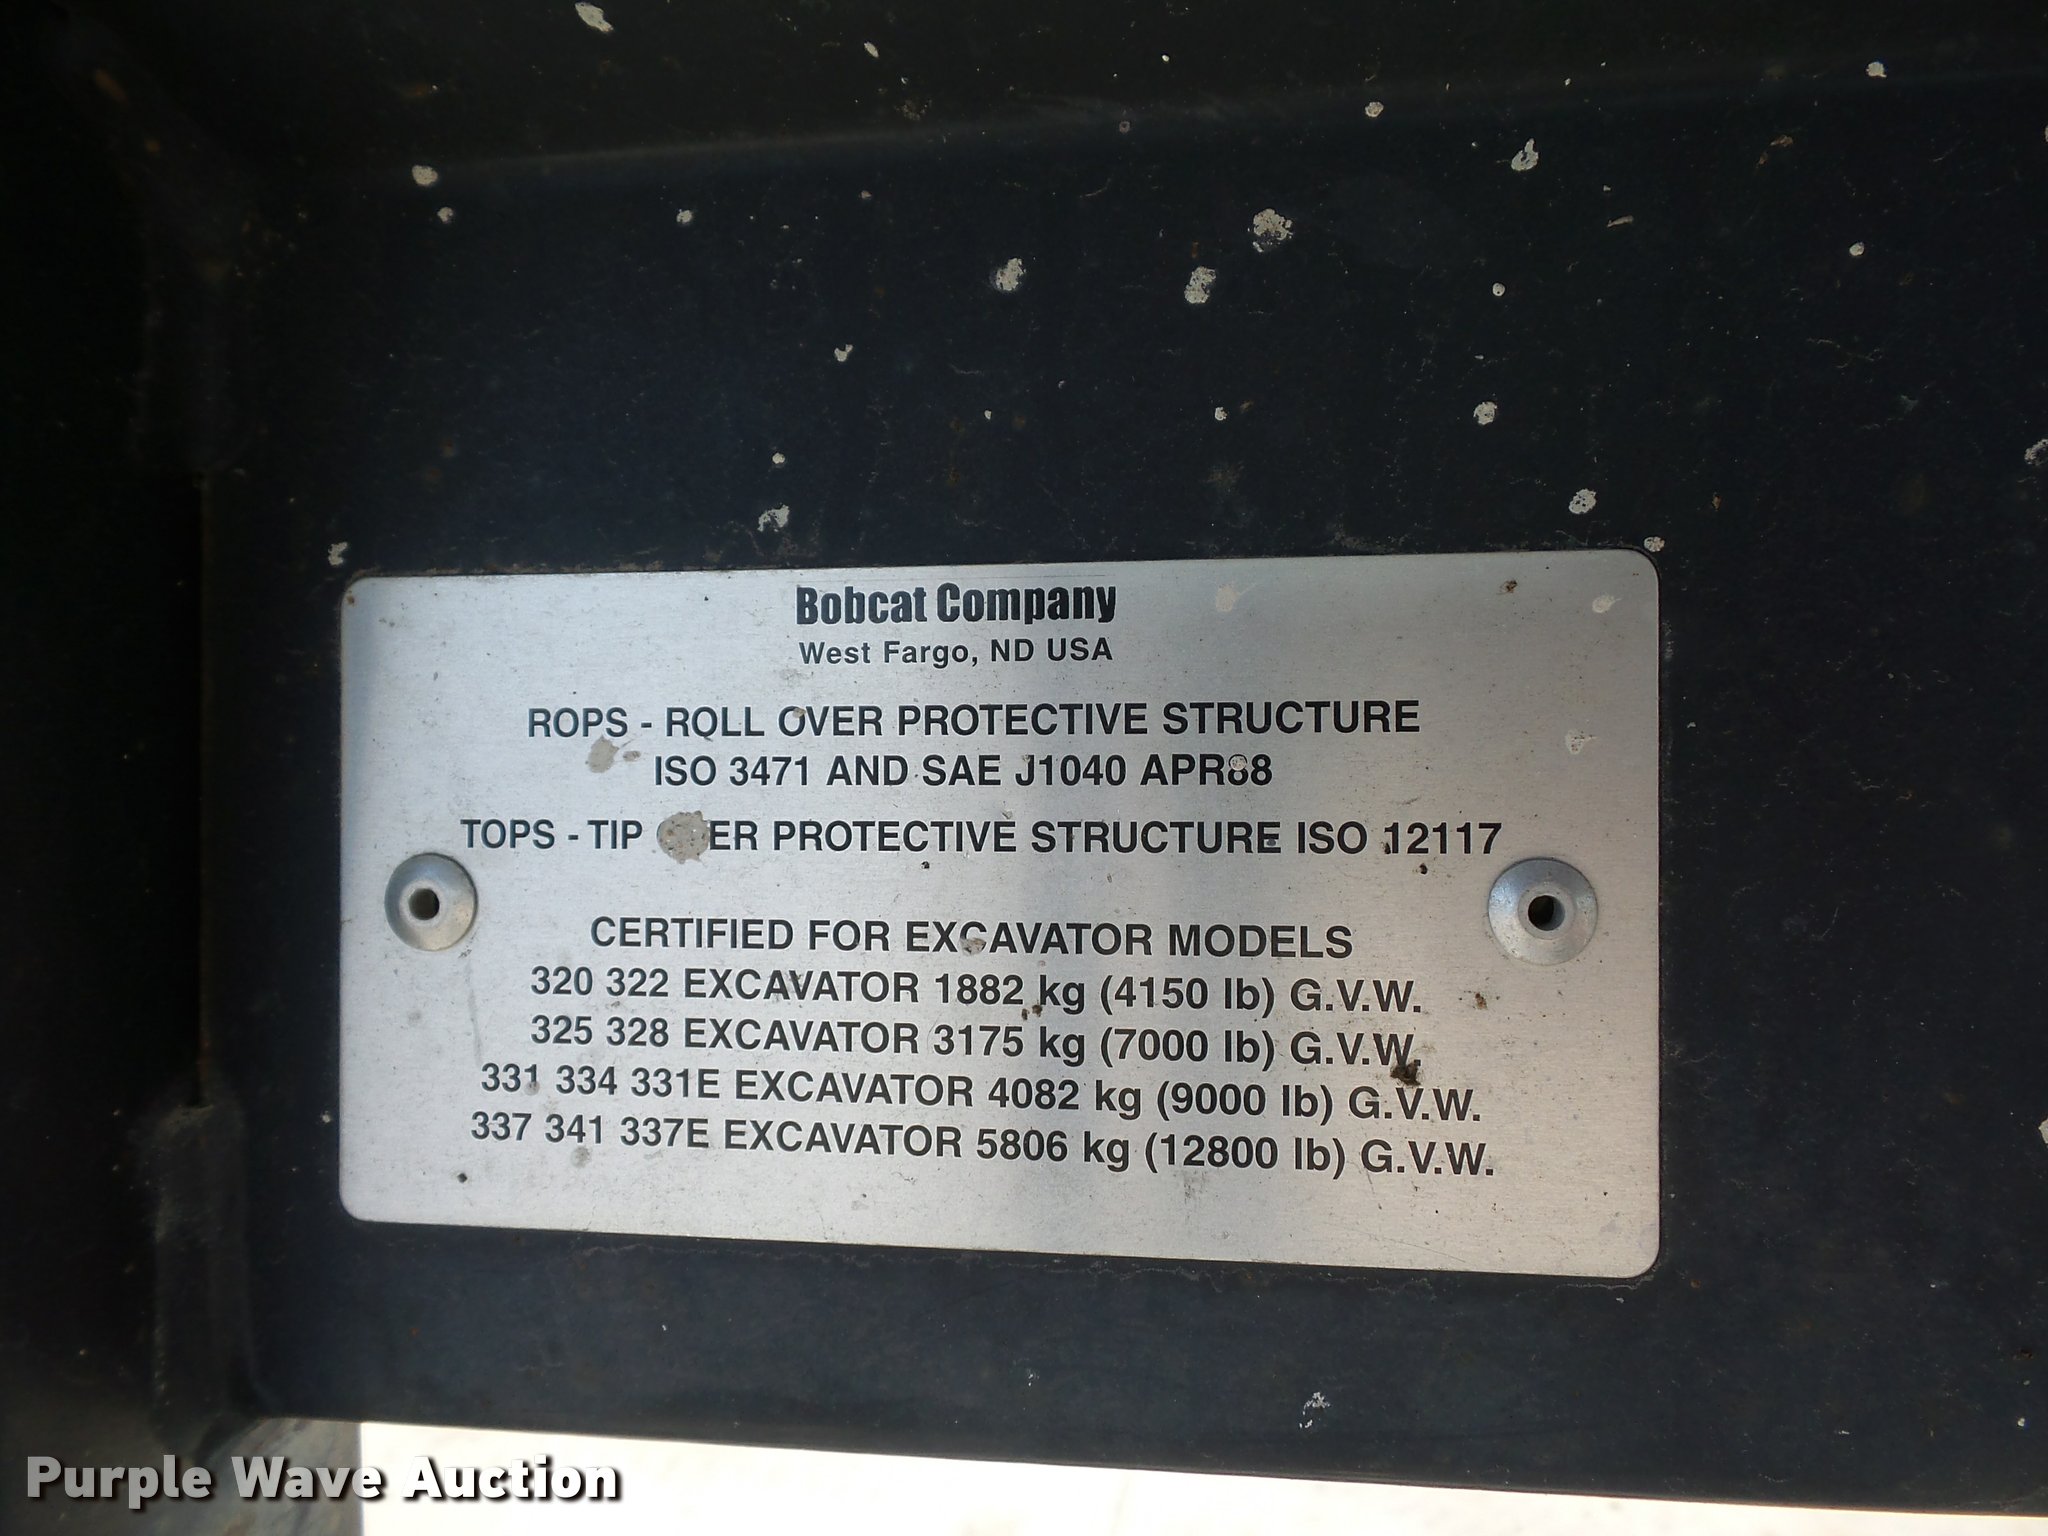 Bobcat Company
West Fargo, ND USA
ROPS - ROLL OVER PROTECTIVE STRUCTURE
ISO 3471 AND SAE J1040 APR88
TOPS - TIP OVER PROTECTIVE STRUCTURE ISO 12117
CERTIFIED FOR EXCAVATOR MODELS
320 322 EXCAVATOR 1882 kg (4150 lb) G.V.W.
325 328 EXCAVATOR 3175 kg (7000 lb) G.V.W.
331 334 331E EXCAVATOR 4082 kg (9000 lb) G.V.W.
337 341 337E EXCAVATOR 5806 kg (12800 lb) G.V.W.
Purple Wave Auction